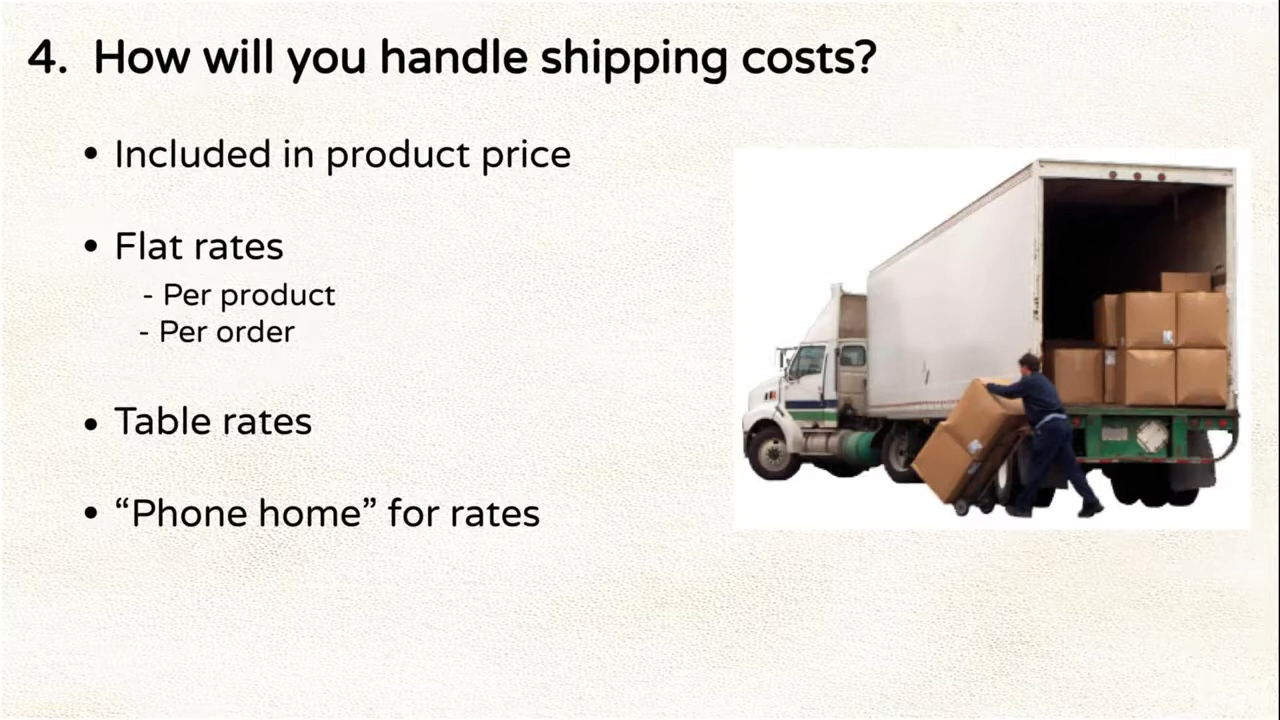 4. How will you handle shipping costs?
• Included in product price
• Flat rates
- Per product
- Per order
• Table rates
• “Phone home” for rates